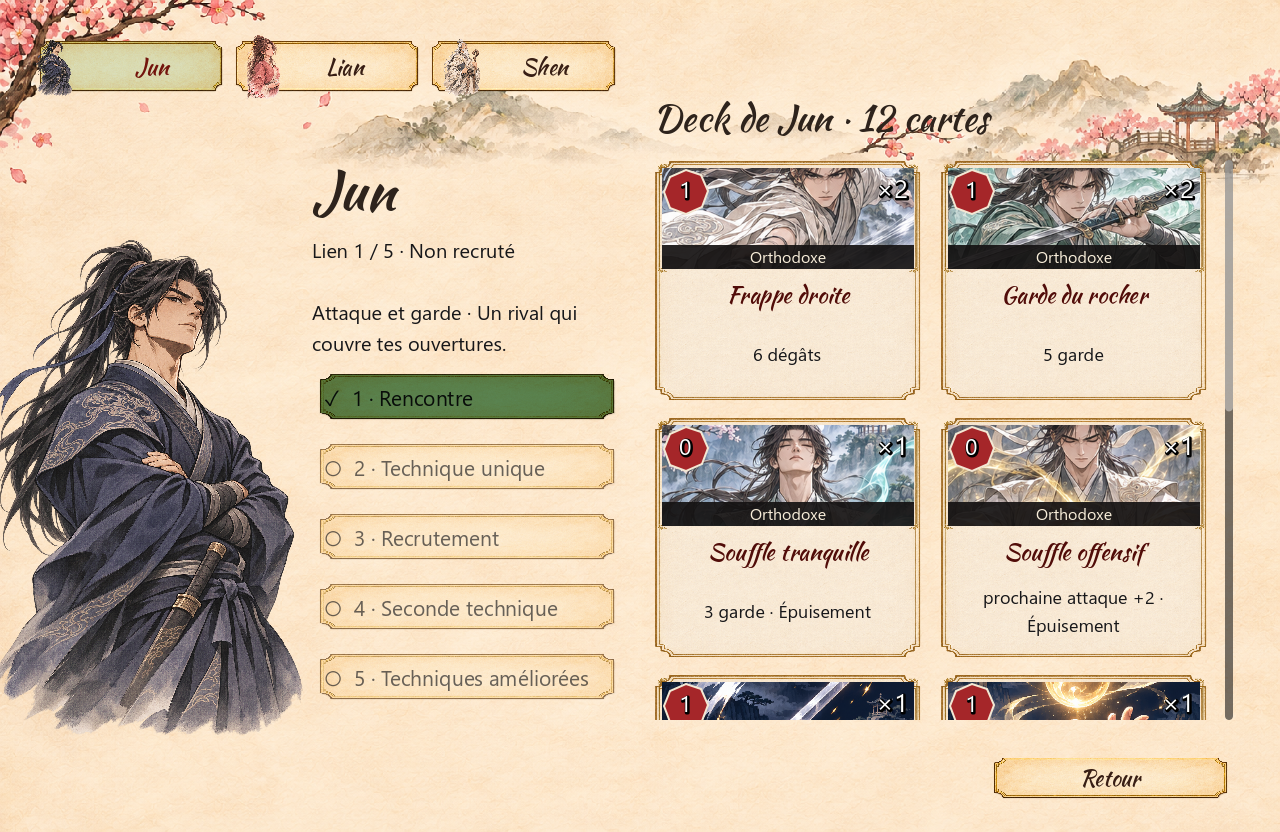 Jun
Lian
Shen
Deck de Jun · 12 cartes
Jun
Lien 1 / 5 · Non recruté
Attaque et garde · Un rival qui
couvre tes ouvertures.
✓ 1 · Rencontre
○ 2 · Technique unique
○ 3 · Recrutement
○ 4 · Seconde technique
○ 5 · Techniques améliorées
1 ×2
Orthodoxe
Frappe droite
6 dégâts
1 ×2
Orthodoxe
Garde du rocher
5 garde
0 ×1
Orthodoxe
Souffle tranquille
3 garde · Épuisement
0 ×1
Orthodoxe
Souffle offensif
prochaine attaque +2 ·
Épuisement
1 ×1
1 ×1
Retour